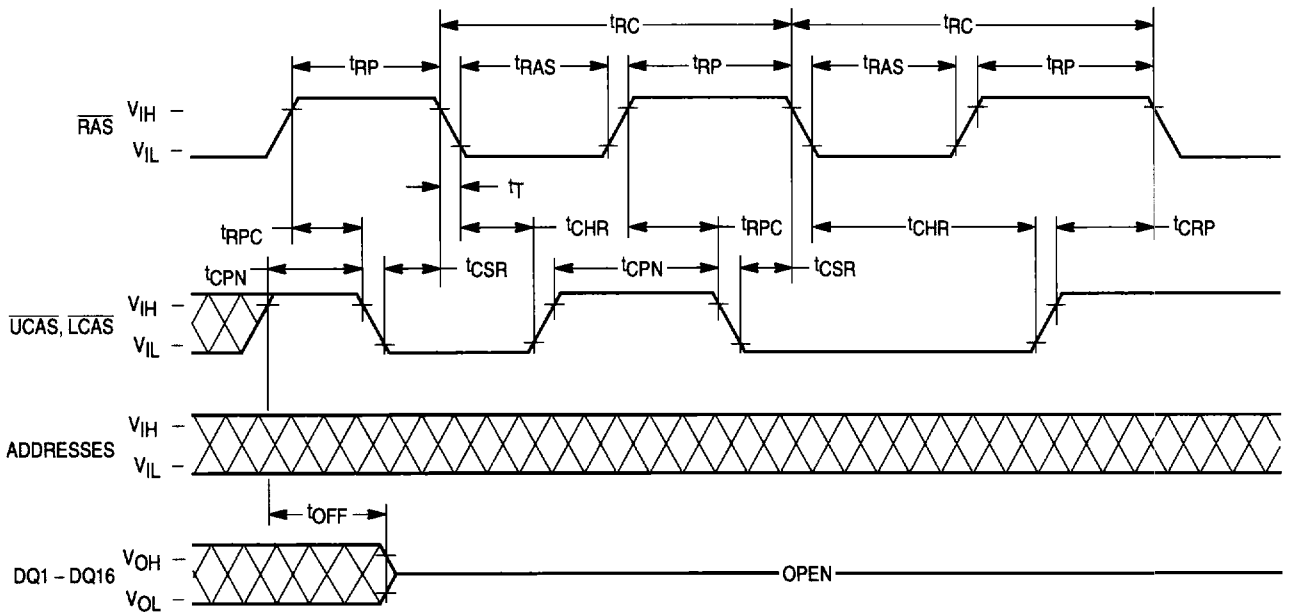 tRC tRC
tRP tRAS tRP tRAS tRP
RAS
VIH
VIL
tT
tRPC tCHR tRPC tCHR tCRP
tCPN tCSR tCPN tCSR
UCAS, LCAS
VIH
VIL
ADDRESSES
VIH
VIL
tOFF
DQ1 – DQ16
VOH
VOL
OPEN